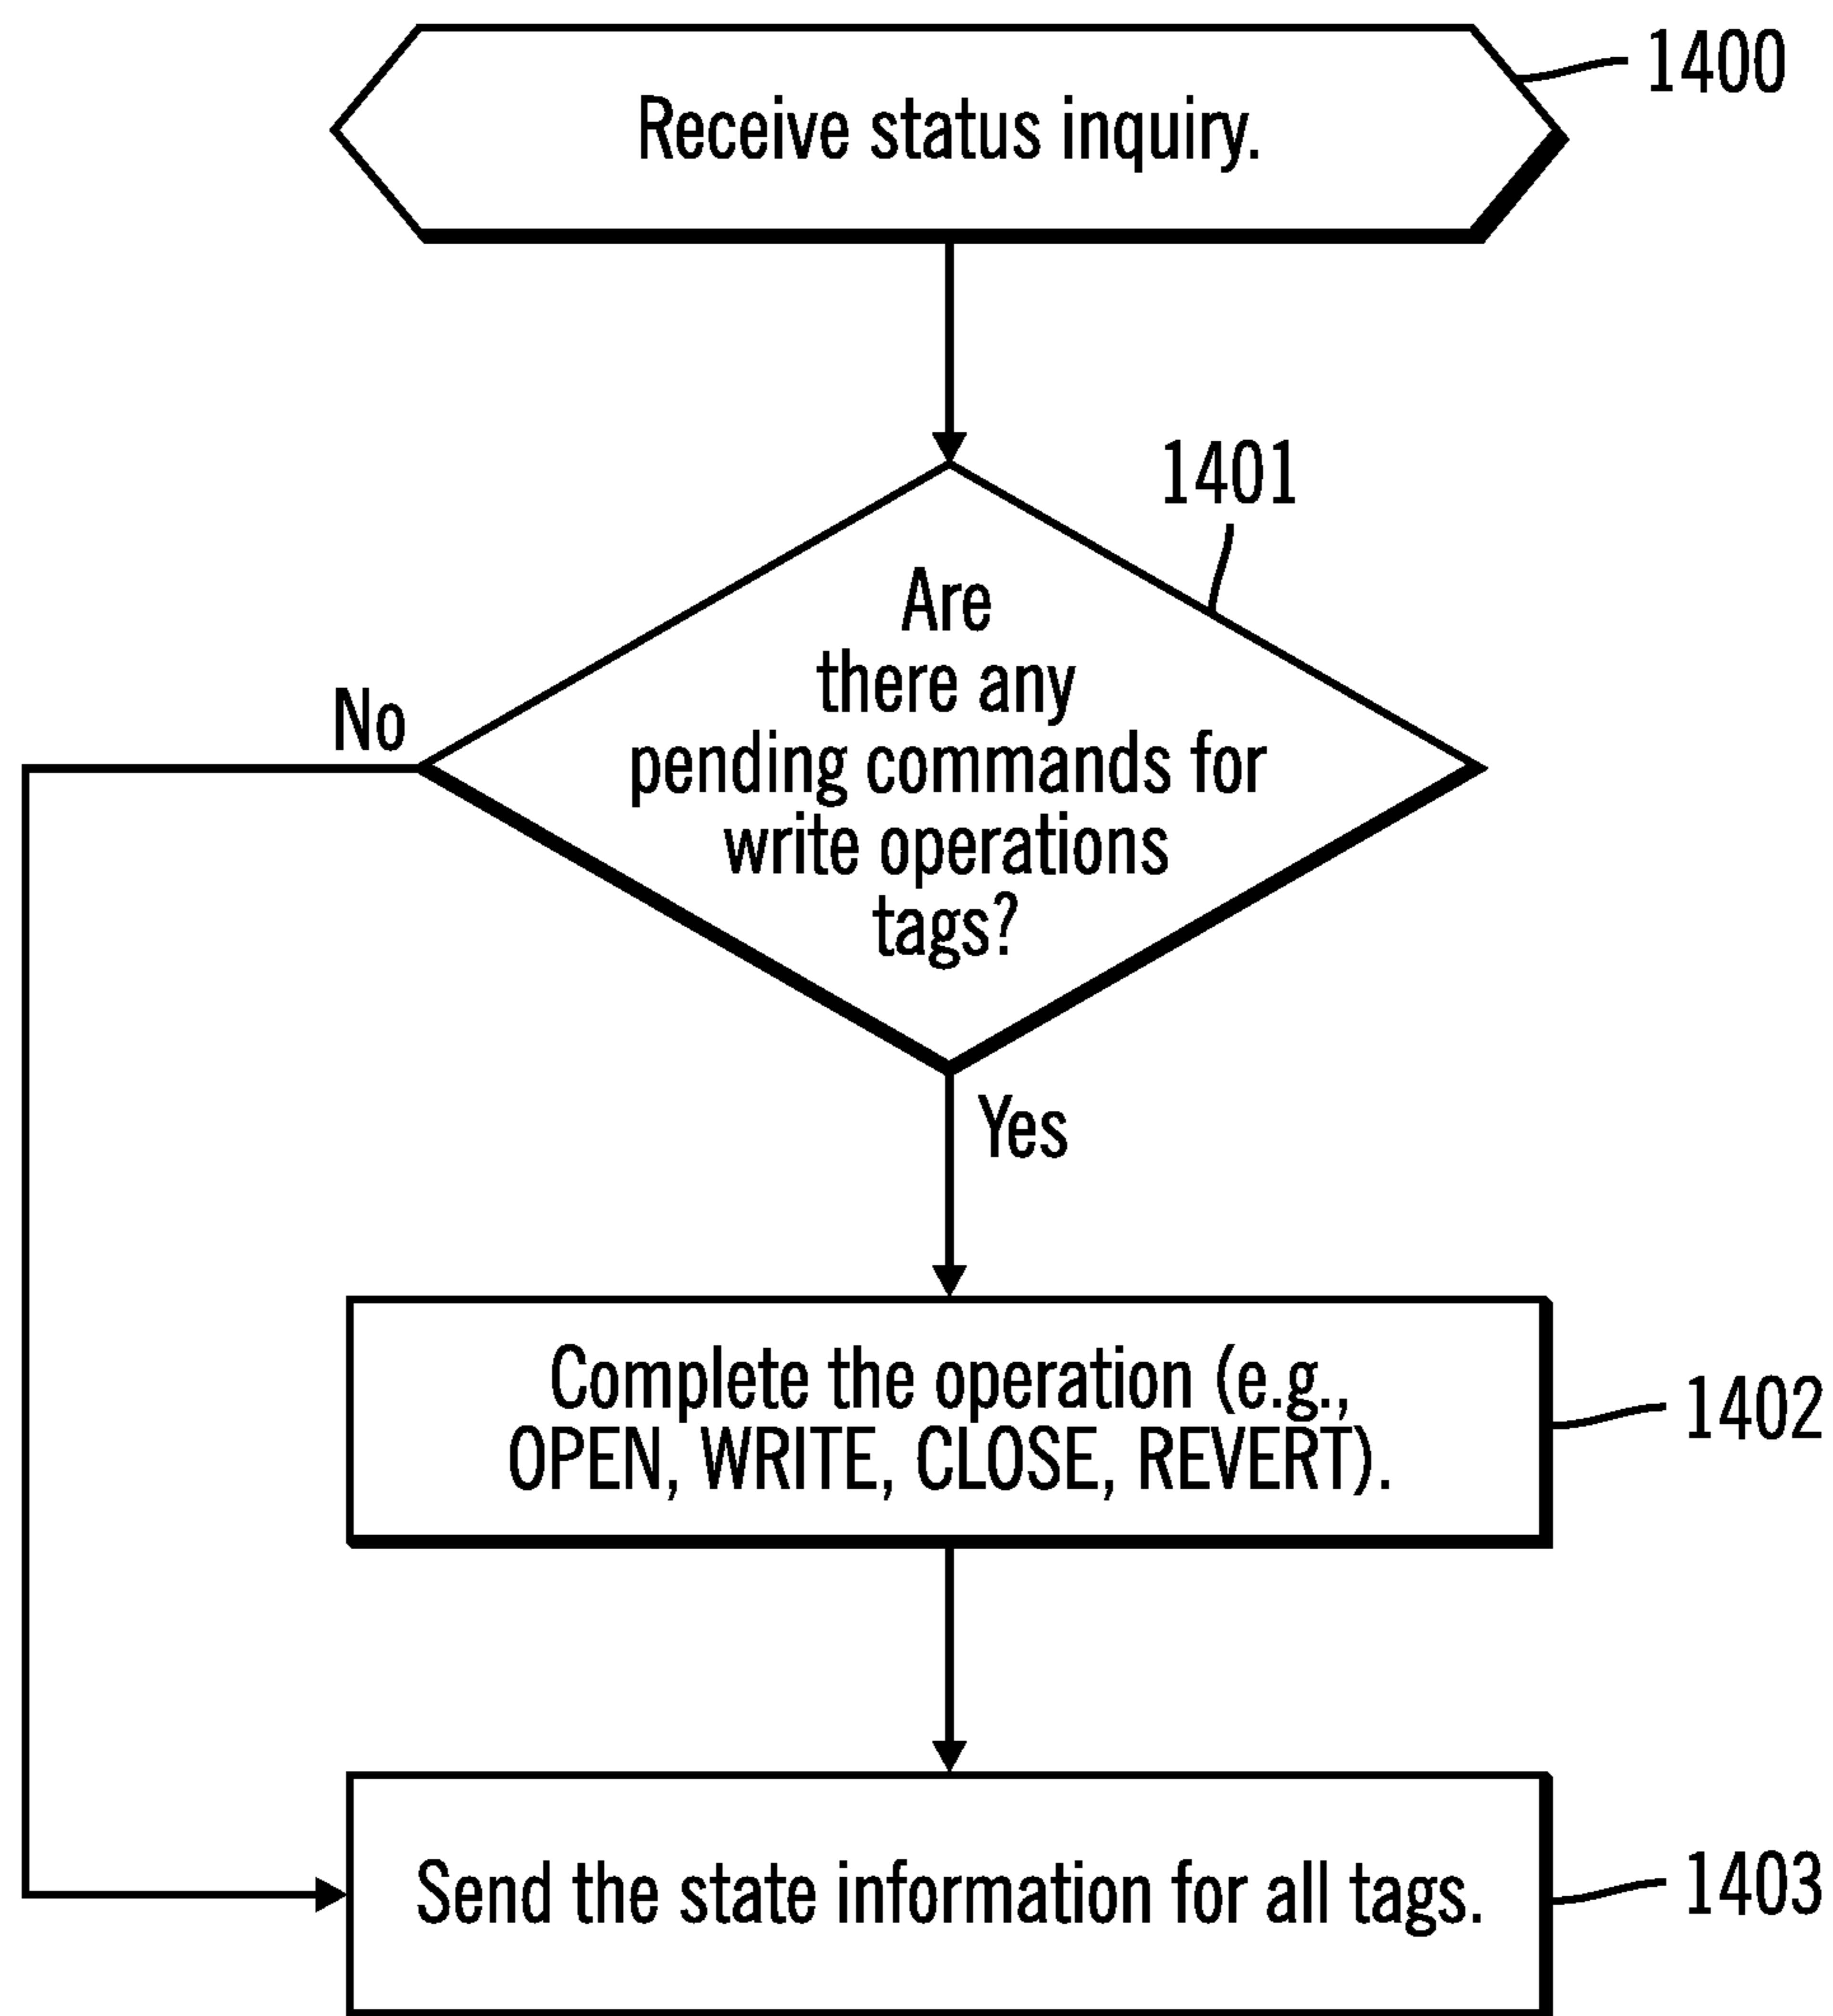 1400
Receive status inquiry.
1401
Are
there any
pending commands for
write operations
tags?
No
Yes
Complete the operation (e.g.,
OPEN, WRITE, CLOSE, REVERT).
1402
Send the state information for all tags.
1403